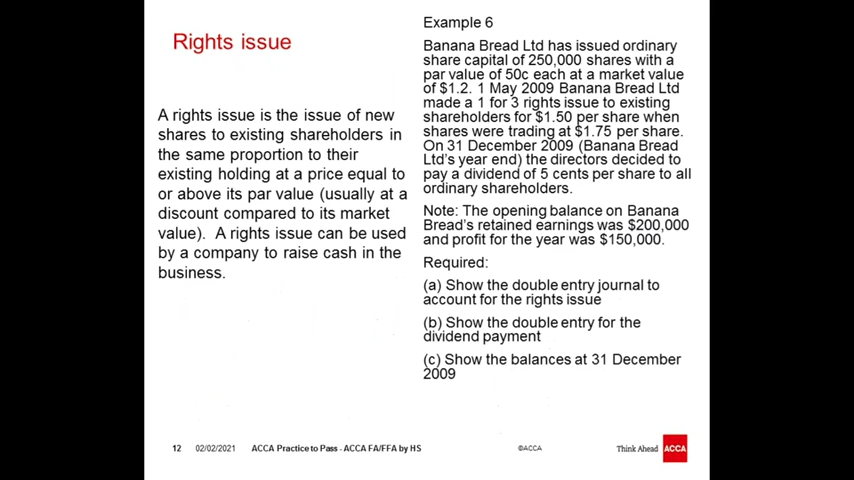 Rights issue
A rights issue is the issue of new
shares to existing shareholders in
the same proportion to their
existing holding at a price equal to
or above its par value (usually at a
discount compared to its market
value). A rights issue can be used
by a company to raise cash in the
business.
Example 6
Banana Bread Ltd has issued ordinary
share capital of 250,000 shares with a
par value of 50c each at a market value
of $1.2. 1 May 2009 Banana Bread Ltd
made a 1 for 3 rights issue to existing
shareholders for $1.50 per share when
shares were trading at $1.75 per share.
On 31 December 2009 (Banana Bread
Ltd's year end) the directors decided to
pay a dividend of 5 cents per share to all
ordinary shareholders.
Note: The opening balance on Banana
Bread's retained earnings was $200,000
and profit for the year was $150,000.
Required:
(a) Show the double entry journal to
account for the rights issue
(b) Show the double entry for the
dividend payment
(c) Show the balances at 31 December
2009
12 02/02/2021 ACCA Practice to Pass - ACCA FA/FFA by HS ©ACCA Think Ahead ACCA